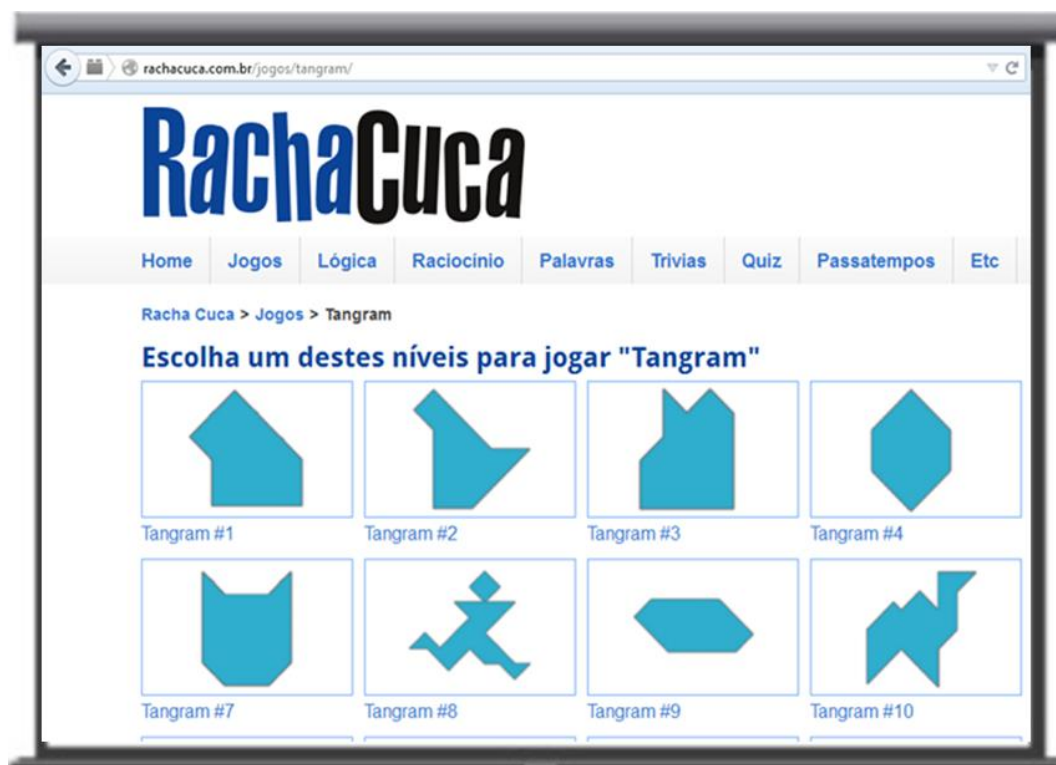 rachacuca.com.br/jogos/tangram/
RachaCuca
Home Jogos Lógica Raciocínio Palavras Trivias Quiz Passatempos Etc
Racha Cuca > Jogos > Tangram
Escolha um destes níveis para jogar "Tangram"
Tangram #1 Tangram #2 Tangram #3 Tangram #4
Tangram #7 Tangram #8 Tangram #9 Tangram #10